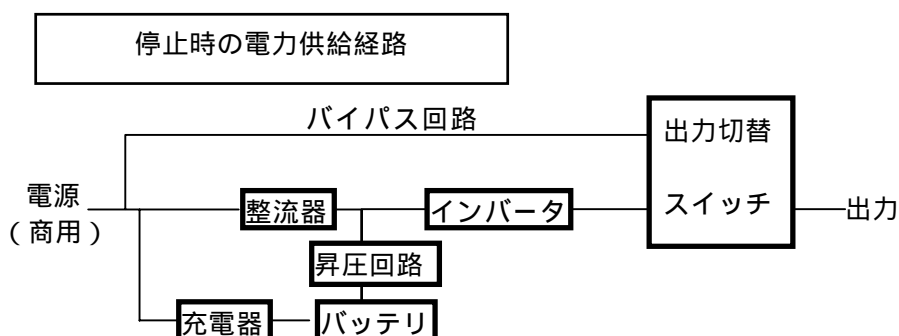 停止時の電力供給経路
バイパス回路
出力切替
スイッチ
電源
(商用)
整流器
インバータ
出力
昇圧回路
充電器
バッテリ